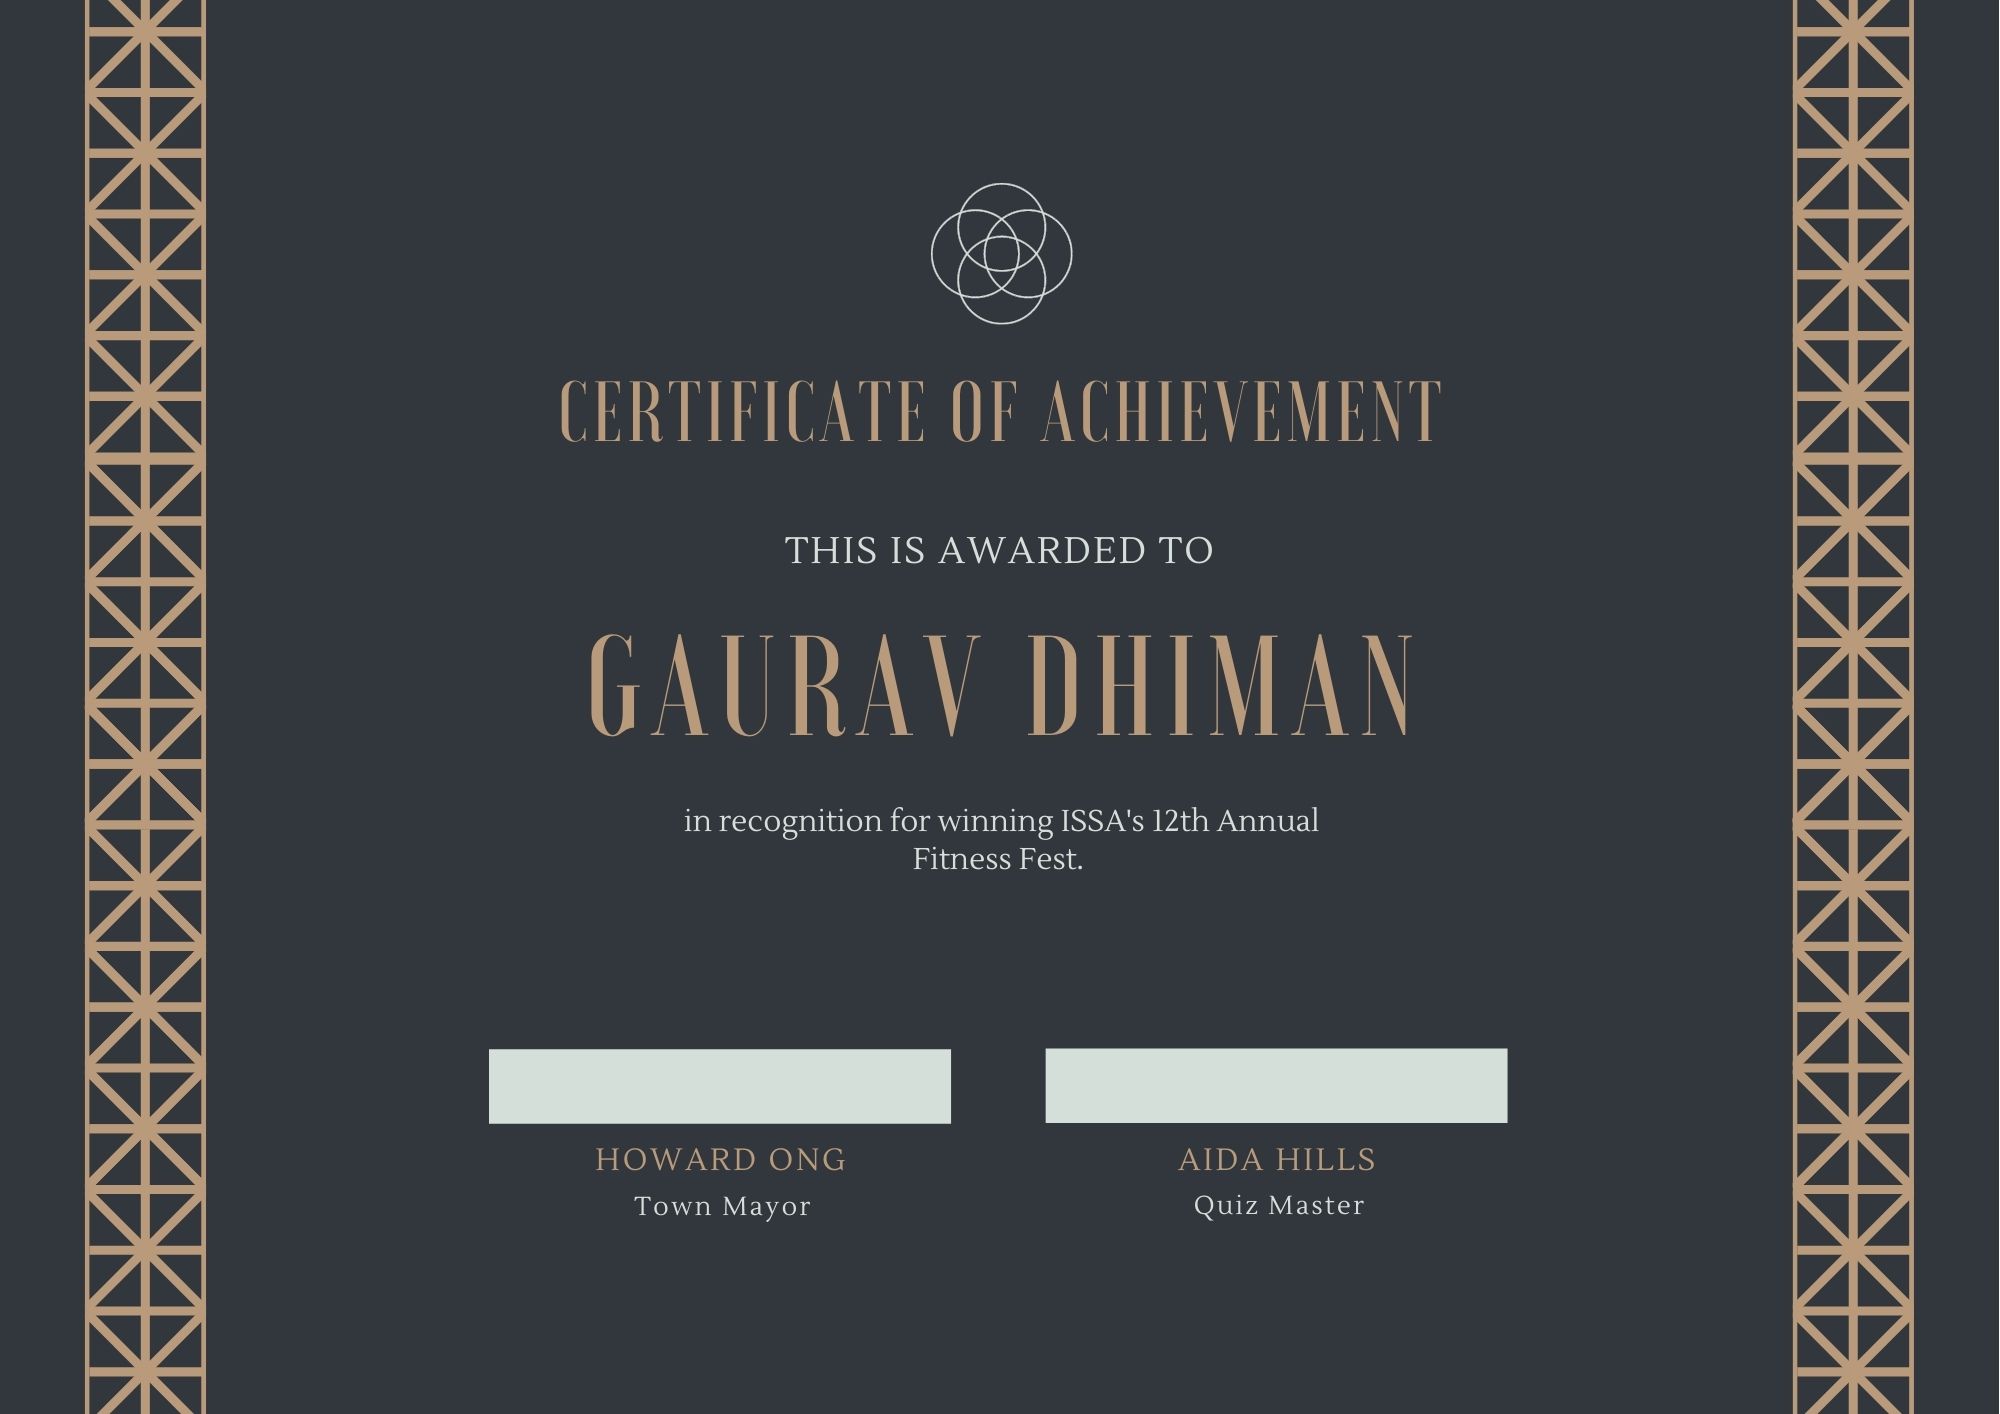 CERTIFICATE OF ACHIEVEMENT
THIS IS AWARDED TO
GAURAV DHIMAN
in recognition for winning ISSA's 12th Annual
Fitness Fest.
HOWARD ONG
Town Mayor
AIDA HILLS
Quiz Master